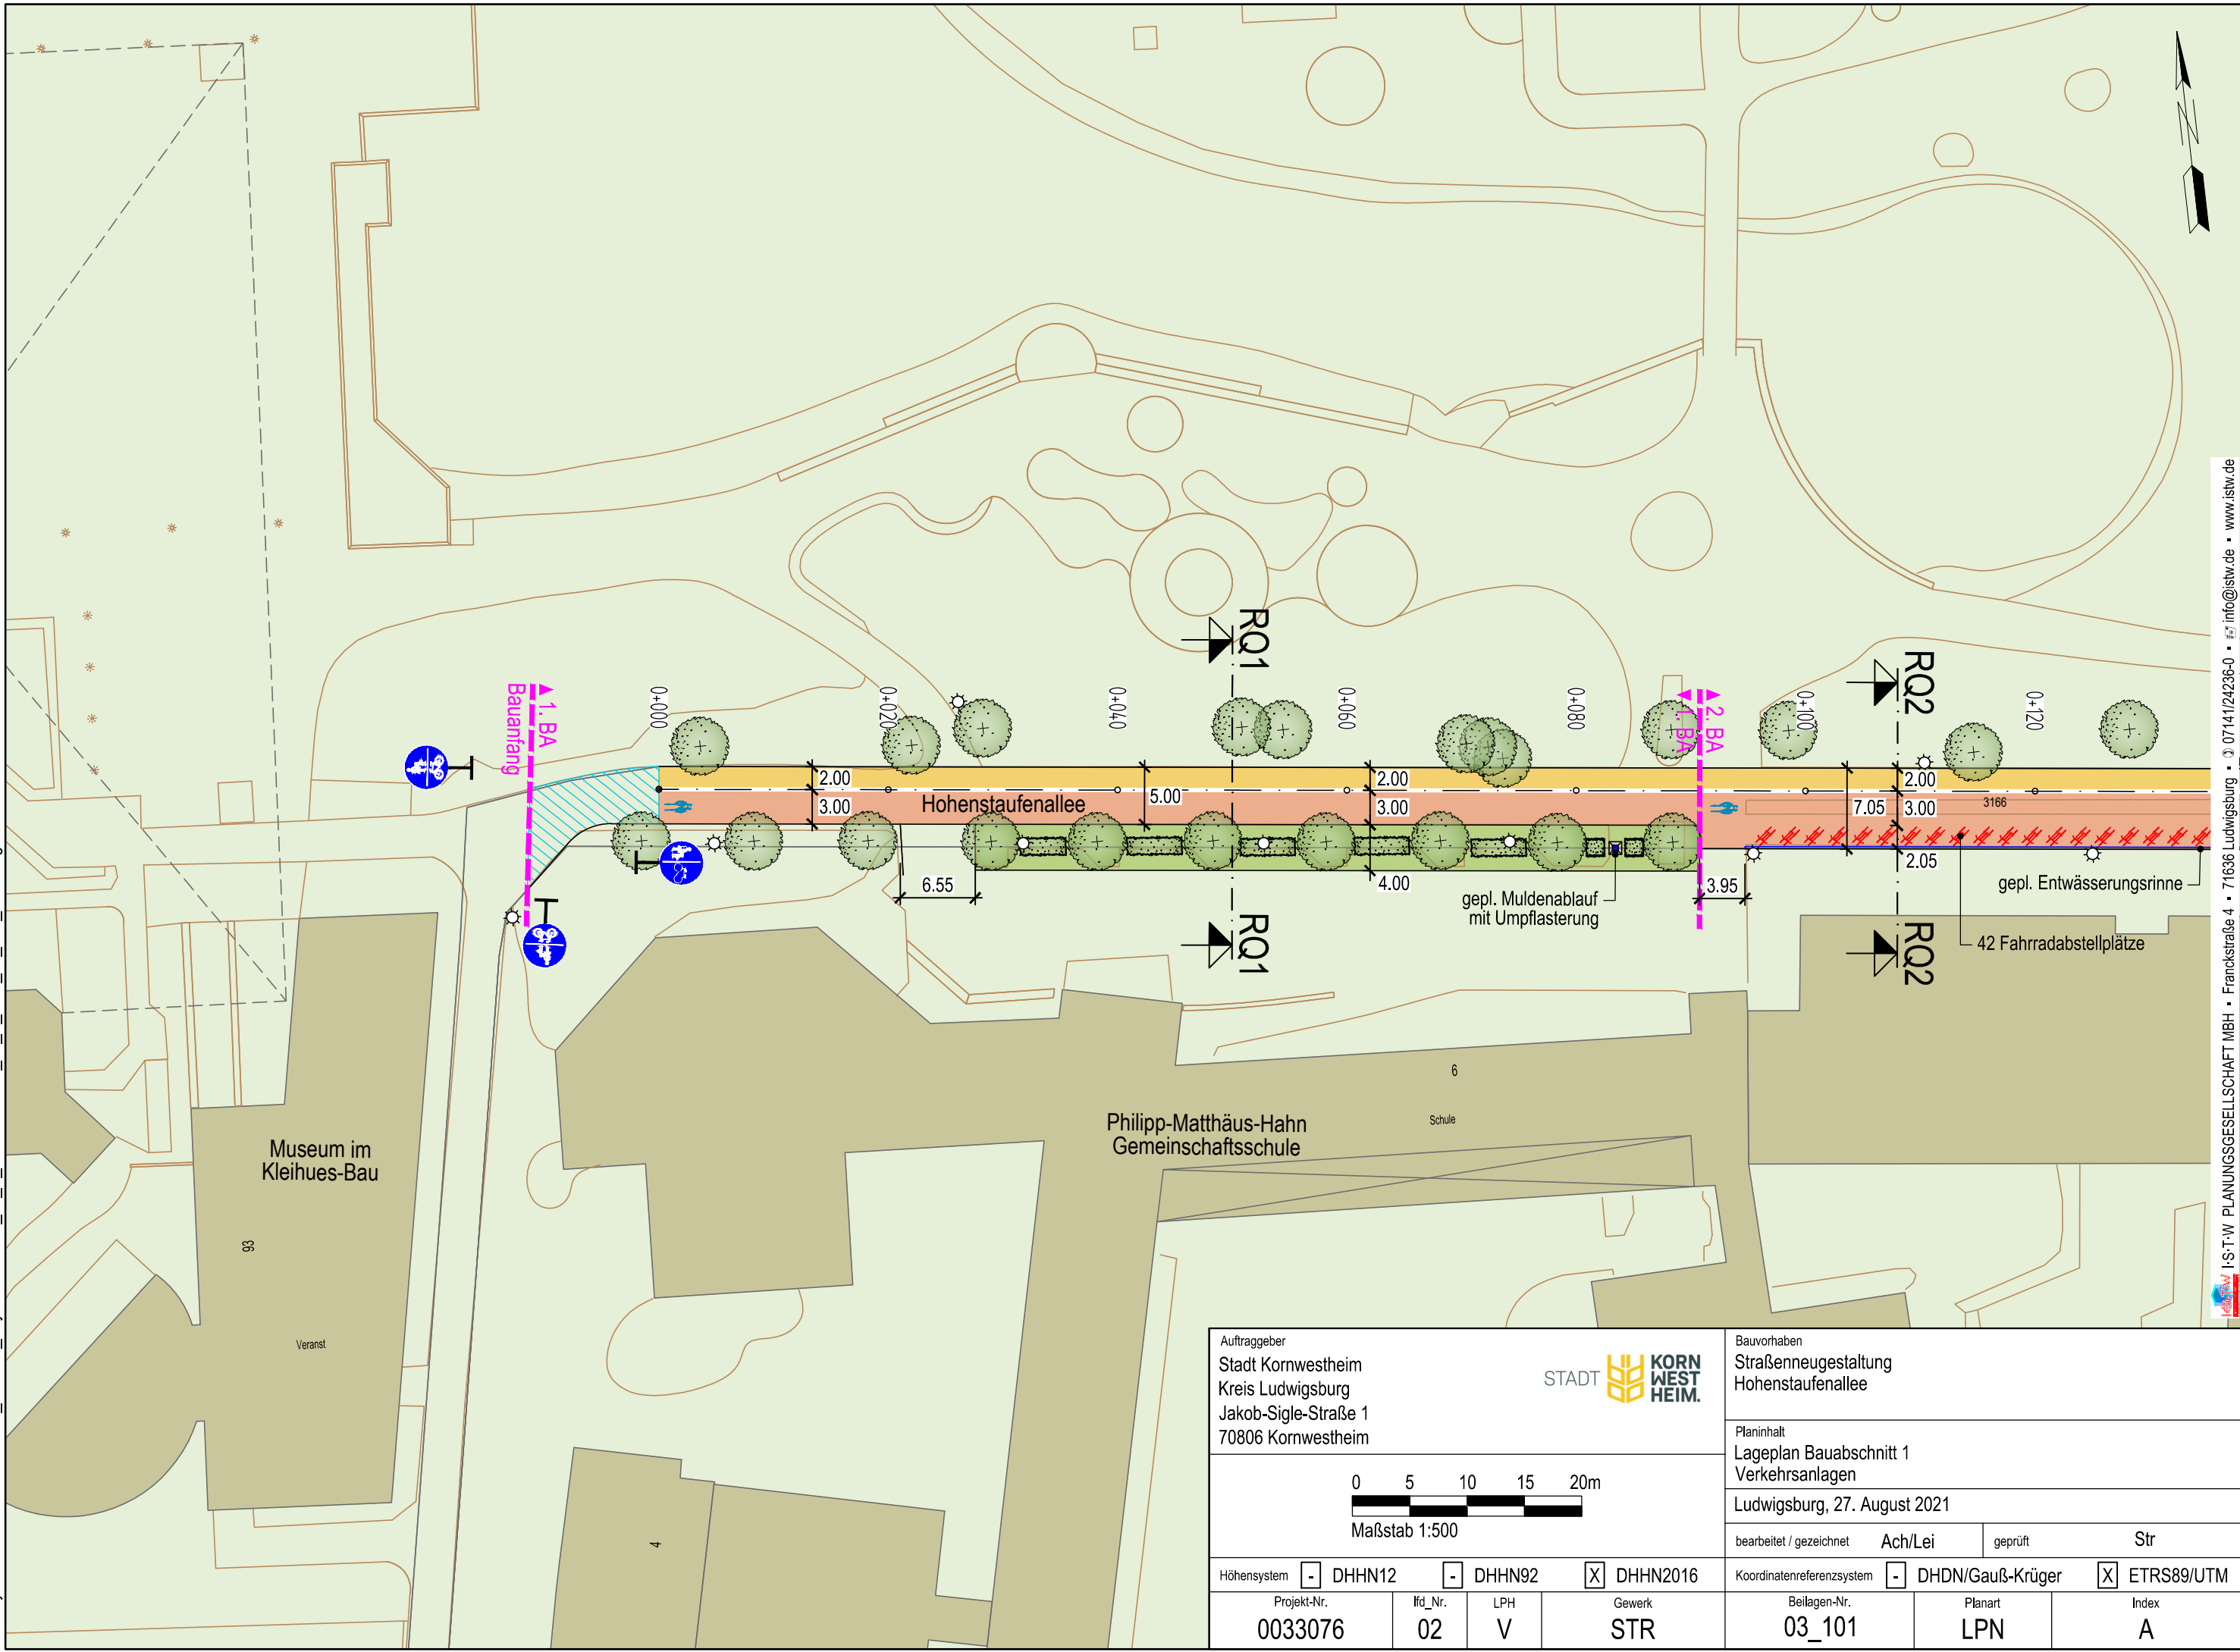 0+000
0+020
0+040
0+060
0+080
0+100
0+120
1. BA
Bauanfang
1. BA
2. BA
RQ1
RQ1
RQ2
RQ2
N
2.00
3.00
Hohenstaufenallee
5.00
2.00
3.00
7.05
2.00
3.00
3166
2.05
6.55
4.00
3.95
gepl. Muldenablauf
mit Umpflasterung
gepl. Entwässerungsrinne
42 Fahrradabstellplätze
Museum im
Kleihues-Bau
93
Veranst
Philipp-Matthäus-Hahn
Gemeinschaftsschule
6
Schule
4
I·S·T·W PLANUNGSGESELLSCHAFT MBH ▪ Franckstraße 4 ▪ 71636 Ludwigsburg ▪ ✆ 07141/24236-0 ▪ info@istw.de ▪ www.istw.de
Auftraggeber
Stadt Kornwestheim
Kreis Ludwigsburg
Jakob-Sigle-Straße 1
70806 Kornwestheim
STADT
KORN
WEST
HEIM.
0 5 10 15 20m
Maßstab 1:500
Bauvorhaben
Straßenneugestaltung
Hohenstaufenallee
Planinhalt
Lageplan Bauabschnitt 1
Verkehrsanlagen
Ludwigsburg, 27. August 2021
bearbeitet / gezeichnet Ach/Lei geprüft Str
Höhensystem - DHHN12 - DHHN92 X DHHN2016
Koordinatenreferenzsystem - DHDN/Gauß-Krüger X ETRS89/UTM
Projekt-Nr. lfd_Nr. LPH Gewerk Beilagen-Nr. Planart Index
0033076 02 V STR 03_101 LPN A